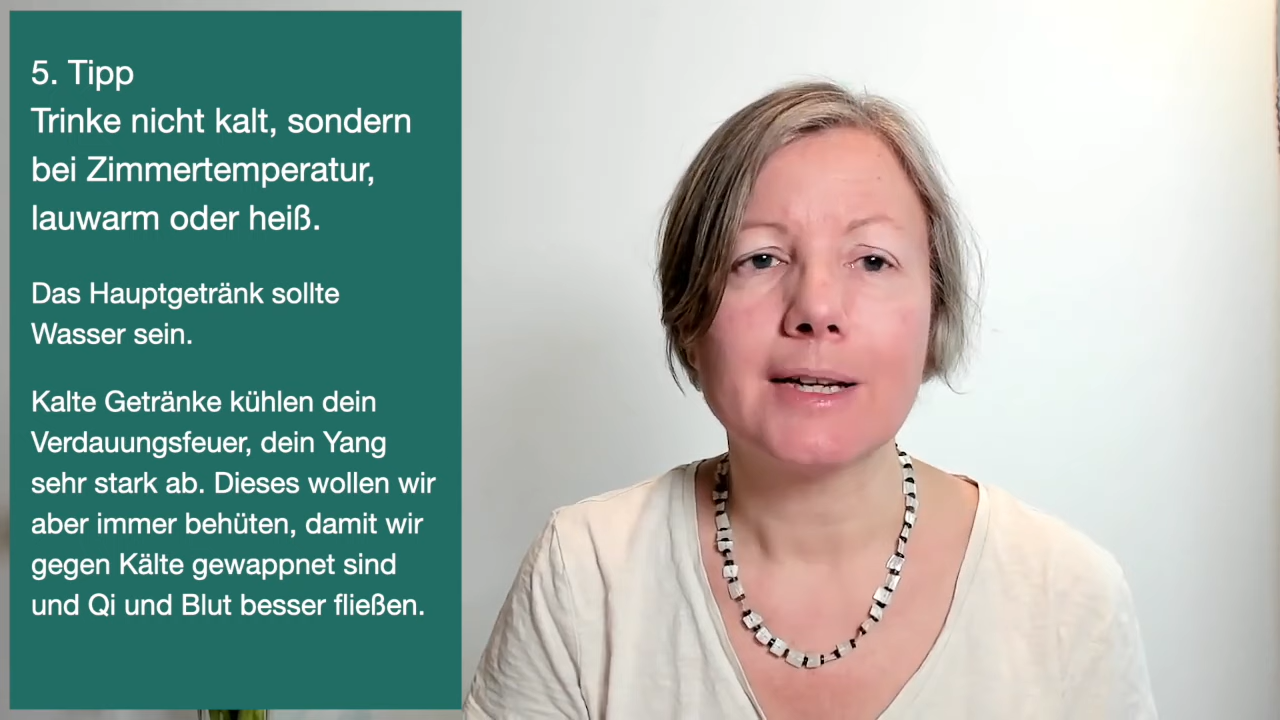 5. Tipp
Trinke nicht kalt, sondern
bei Zimmertemperatur,
lauwarm oder heiß.
Das Hauptgetränk sollte
Wasser sein.
Kalte Getränke kühlen dein
Verdauungsfeuer, dein Yang
sehr stark ab. Dieses wollen wir
aber immer behüten, damit wir
gegen Kälte gewappnet sind
und Qi und Blut besser fließen.